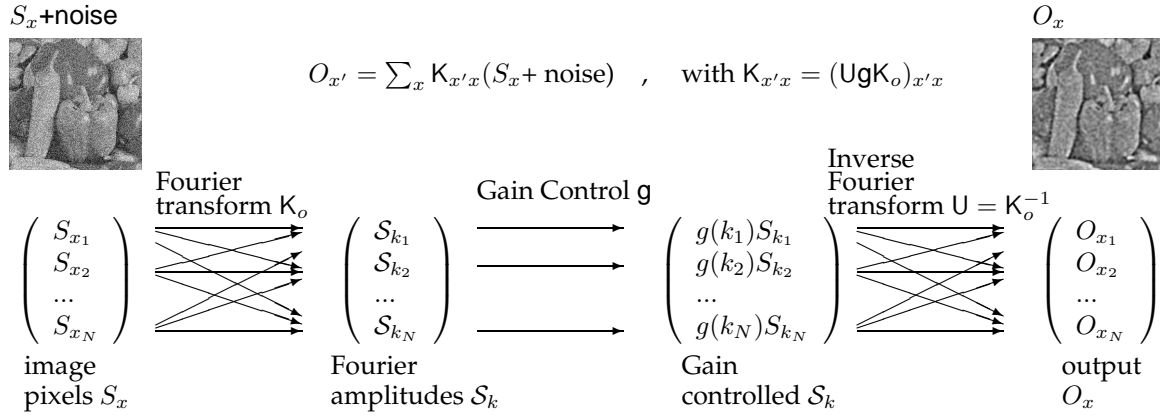 S_x+noise
O_x
O_{x'} = ∑_x K_{x'x}(S_x+ noise) , with K_{x'x} = (UgK_o)_{x'x}
Fourier
transform K_o
Gain Control g
Inverse
Fourier
transform U = K_o^{-1}
S_{x_1}
S_{x_2}
...
S_{x_N}
𝒮_{k_1}
𝒮_{k_2}
...
𝒮_{k_N}
g(k_1)S_{k_1}
g(k_2)S_{k_2}
...
g(k_N)S_{k_N}
O_{x_1}
O_{x_2}
...
O_{x_N}
image
pixels S_x
Fourier
amplitudes 𝒮_k
Gain
controlled 𝒮_k
output
O_x